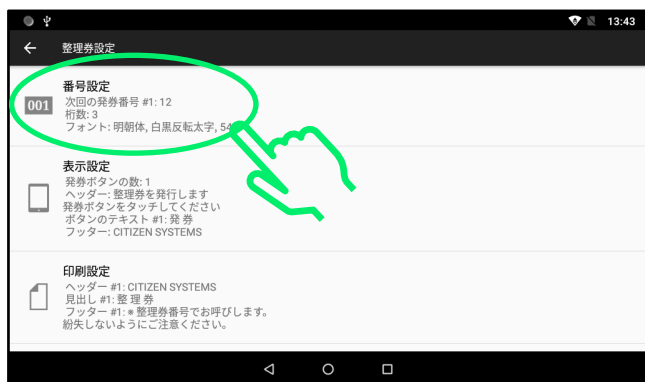 13:43
整理券設定
番号設定
001
次回の発券番号 #1: 12
桁数: 3
フォント: 明朝体, 白黒反転太字, 54
表示設定
発券ボタンの数: 1
ヘッダー: 整理券を発行します
発券ボタンをタッチしてください
ボタンのテキスト #1: 発 券
フッター: CITIZEN SYSTEMS
印刷設定
ヘッダー #1: CITIZEN SYSTEMS
見出し #1: 整 理 券
フッター #1: ※整理券番号でお呼びします。
紛失しないようにご注意ください。